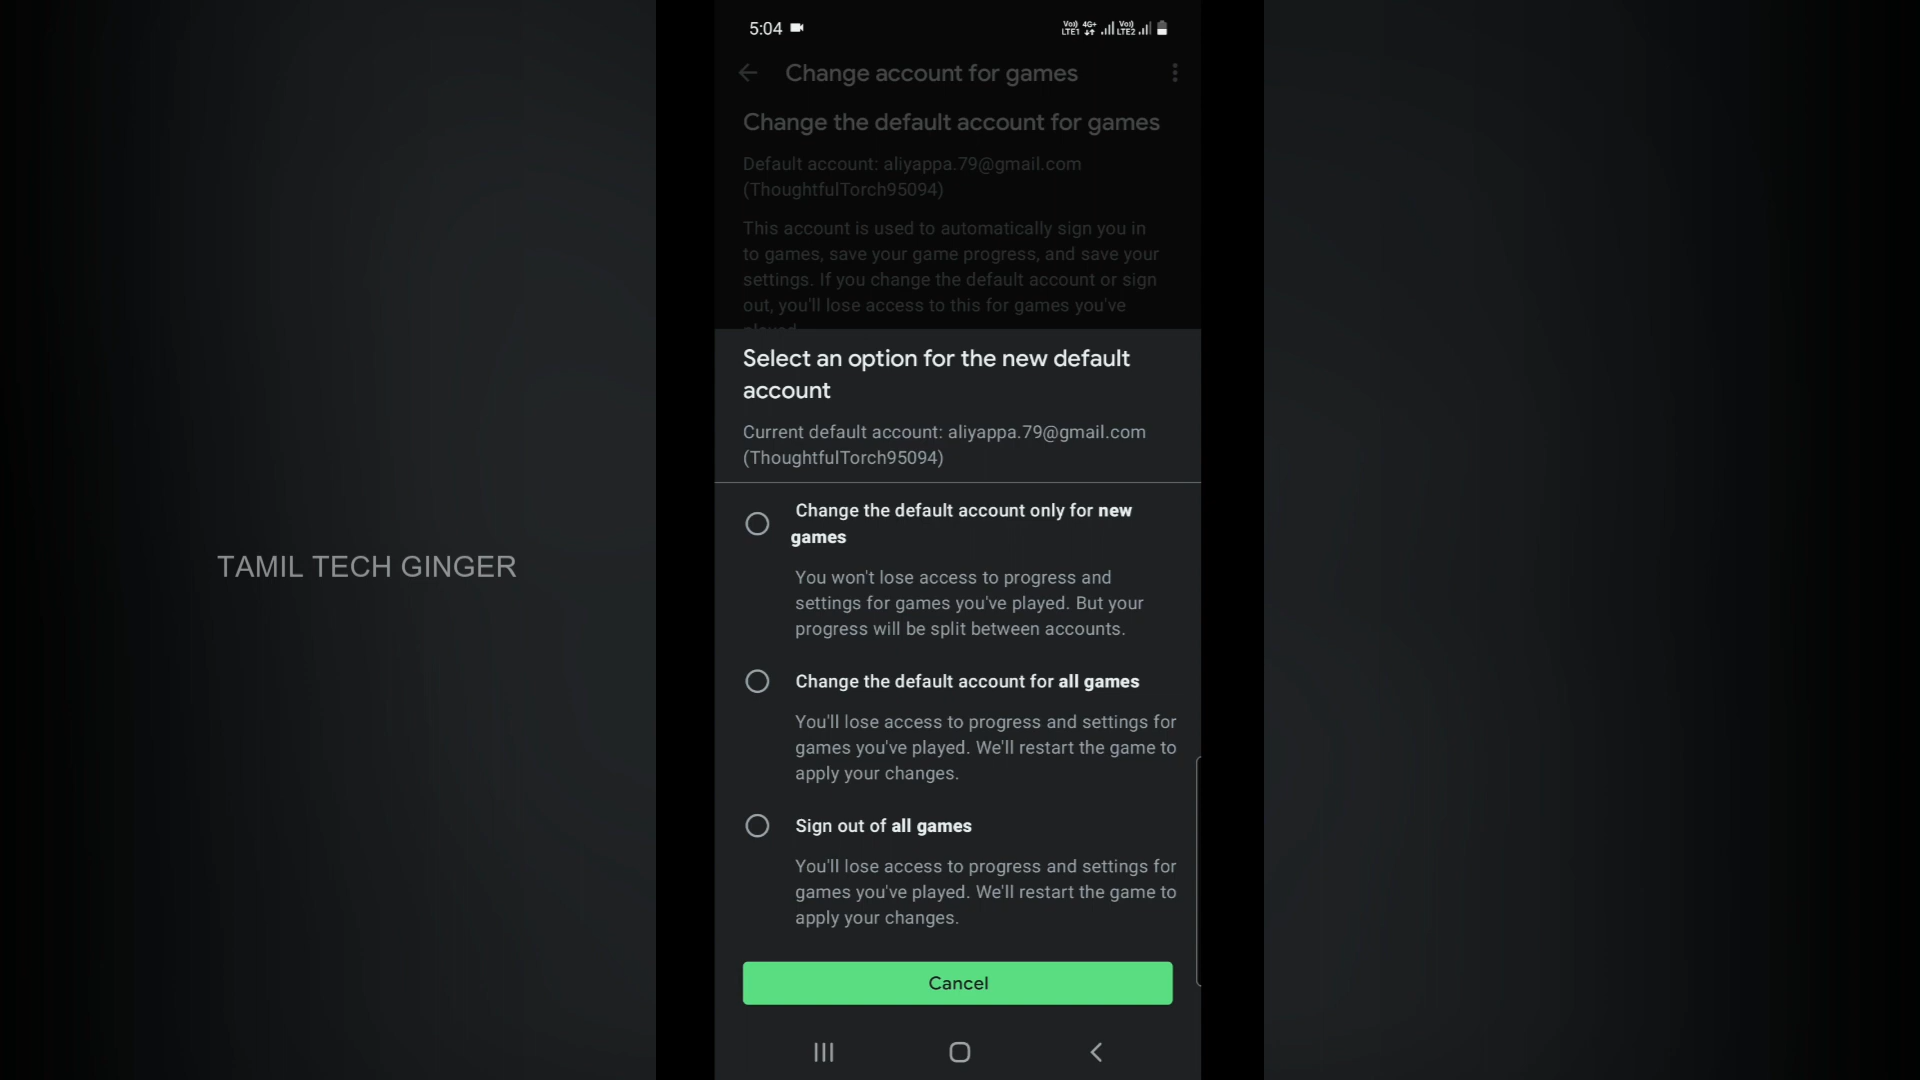 5:04
Vo)) 4G+ Vo))
LTE1 LTE2
Change account for games
Change the default account for games
Default account: aliyappa.79@gmail.com
(ThoughtfulTorch95094)
This account is used to automatically sign you in
to games, save your game progress, and save your
settings. If you change the default account or sign
out, you'll lose access to this for games you've
played.
Select an option for the new default
account
Current default account: aliyappa.79@gmail.com
(ThoughtfulTorch95094)
Change the default account only for new
games
You won't lose access to progress and
settings for games you've played. But your
progress will be split between accounts.
TAMIL TECH GINGER
Change the default account for all games
You'll lose access to progress and settings for
games you've played. We'll restart the game to
apply your changes.
Sign out of all games
You'll lose access to progress and settings for
games you've played. We'll restart the game to
apply your changes.
Cancel